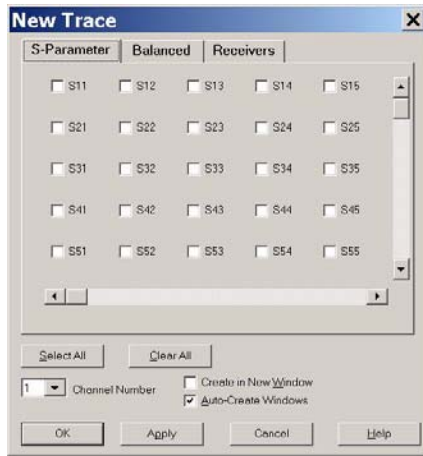 New Trace
S-Parameter Balanced Receivers
S11 S12 S13 S14 S15
S21 S22 S23 S24 S25
S31 S32 S33 S34 S35
S41 S42 S43 S44 S45
S51 S52 S53 S54 S55
Select All Clear All
1 Channel Number
Create in New Window
Auto-Create Windows
OK Apply Cancel Help